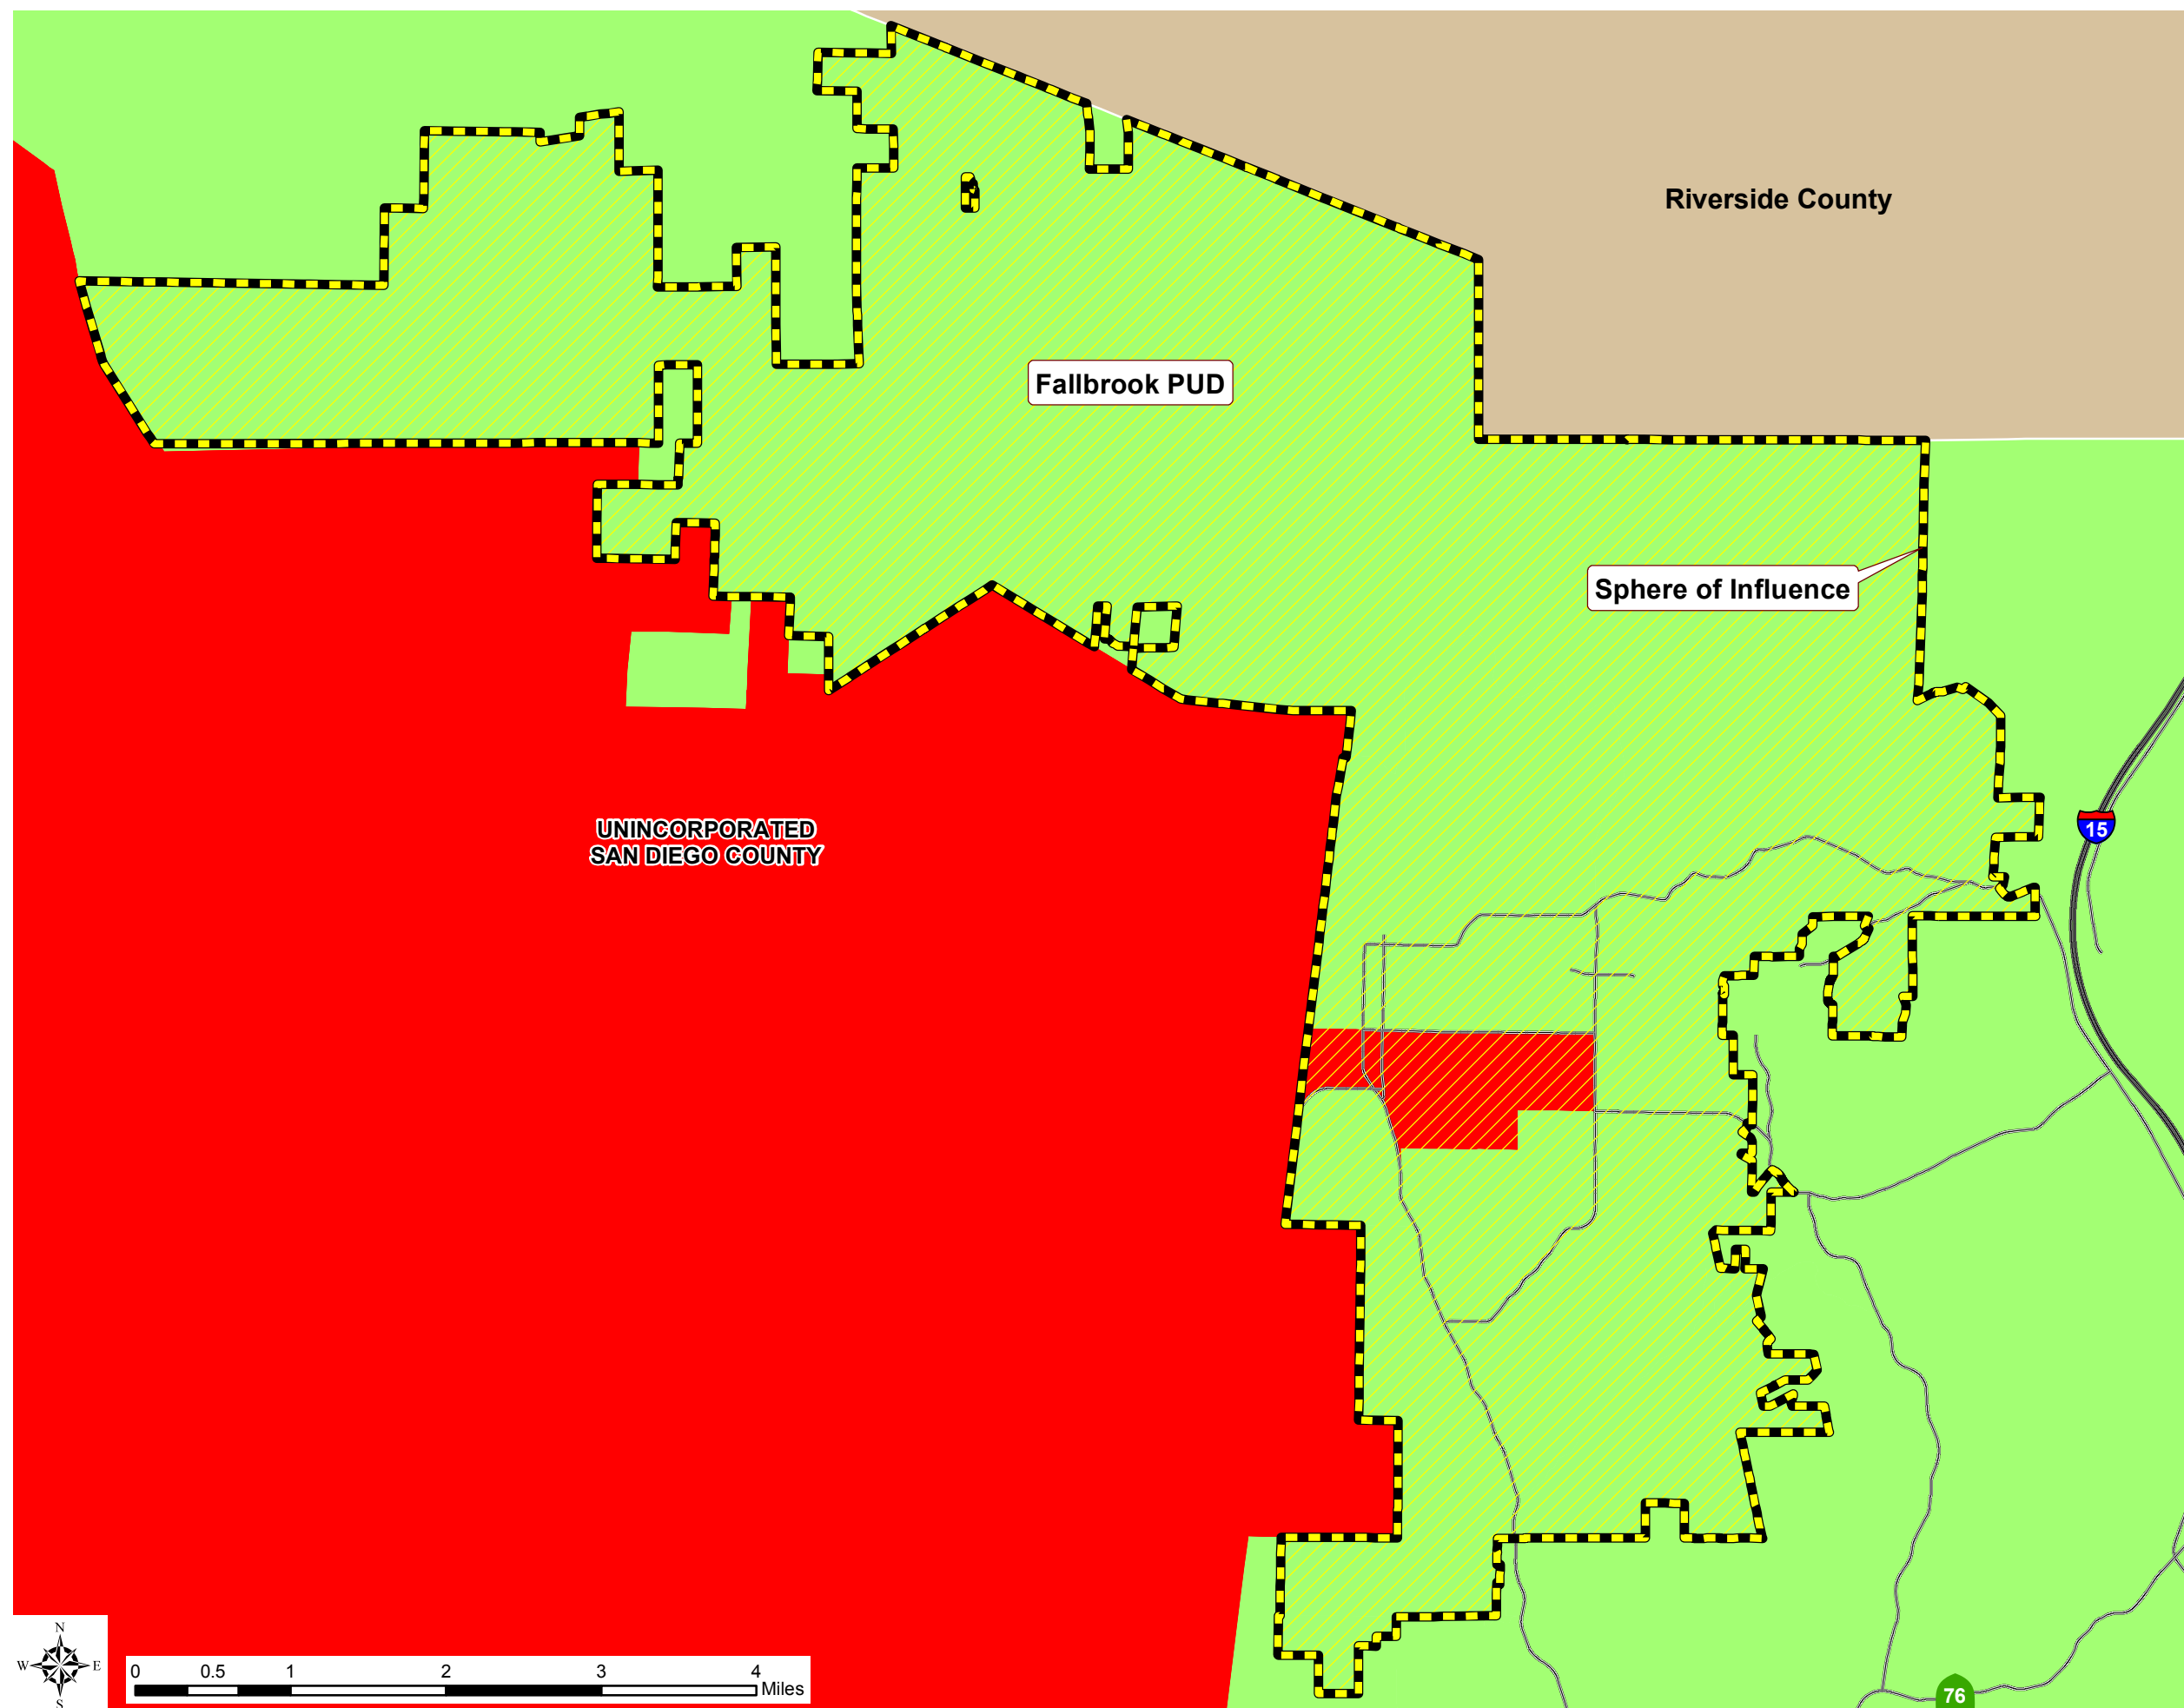 Riverside County
Fallbrook PUD
Sphere of Influence
UNINCORPORATED
SAN DIEGO COUNTY
15
N
W E
S
0 0.5 1 2 3 4
Miles
76